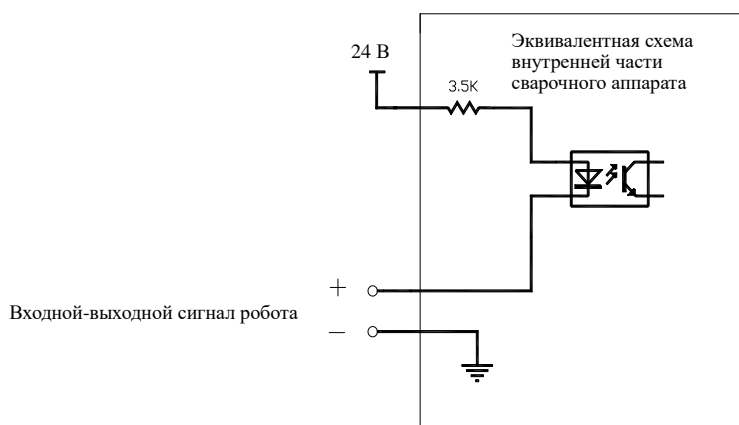 24 В
Эквивалентная схема
внутренней части
сварочного аппарата
3.5K
+
Входной-выходной сигнал робота
—